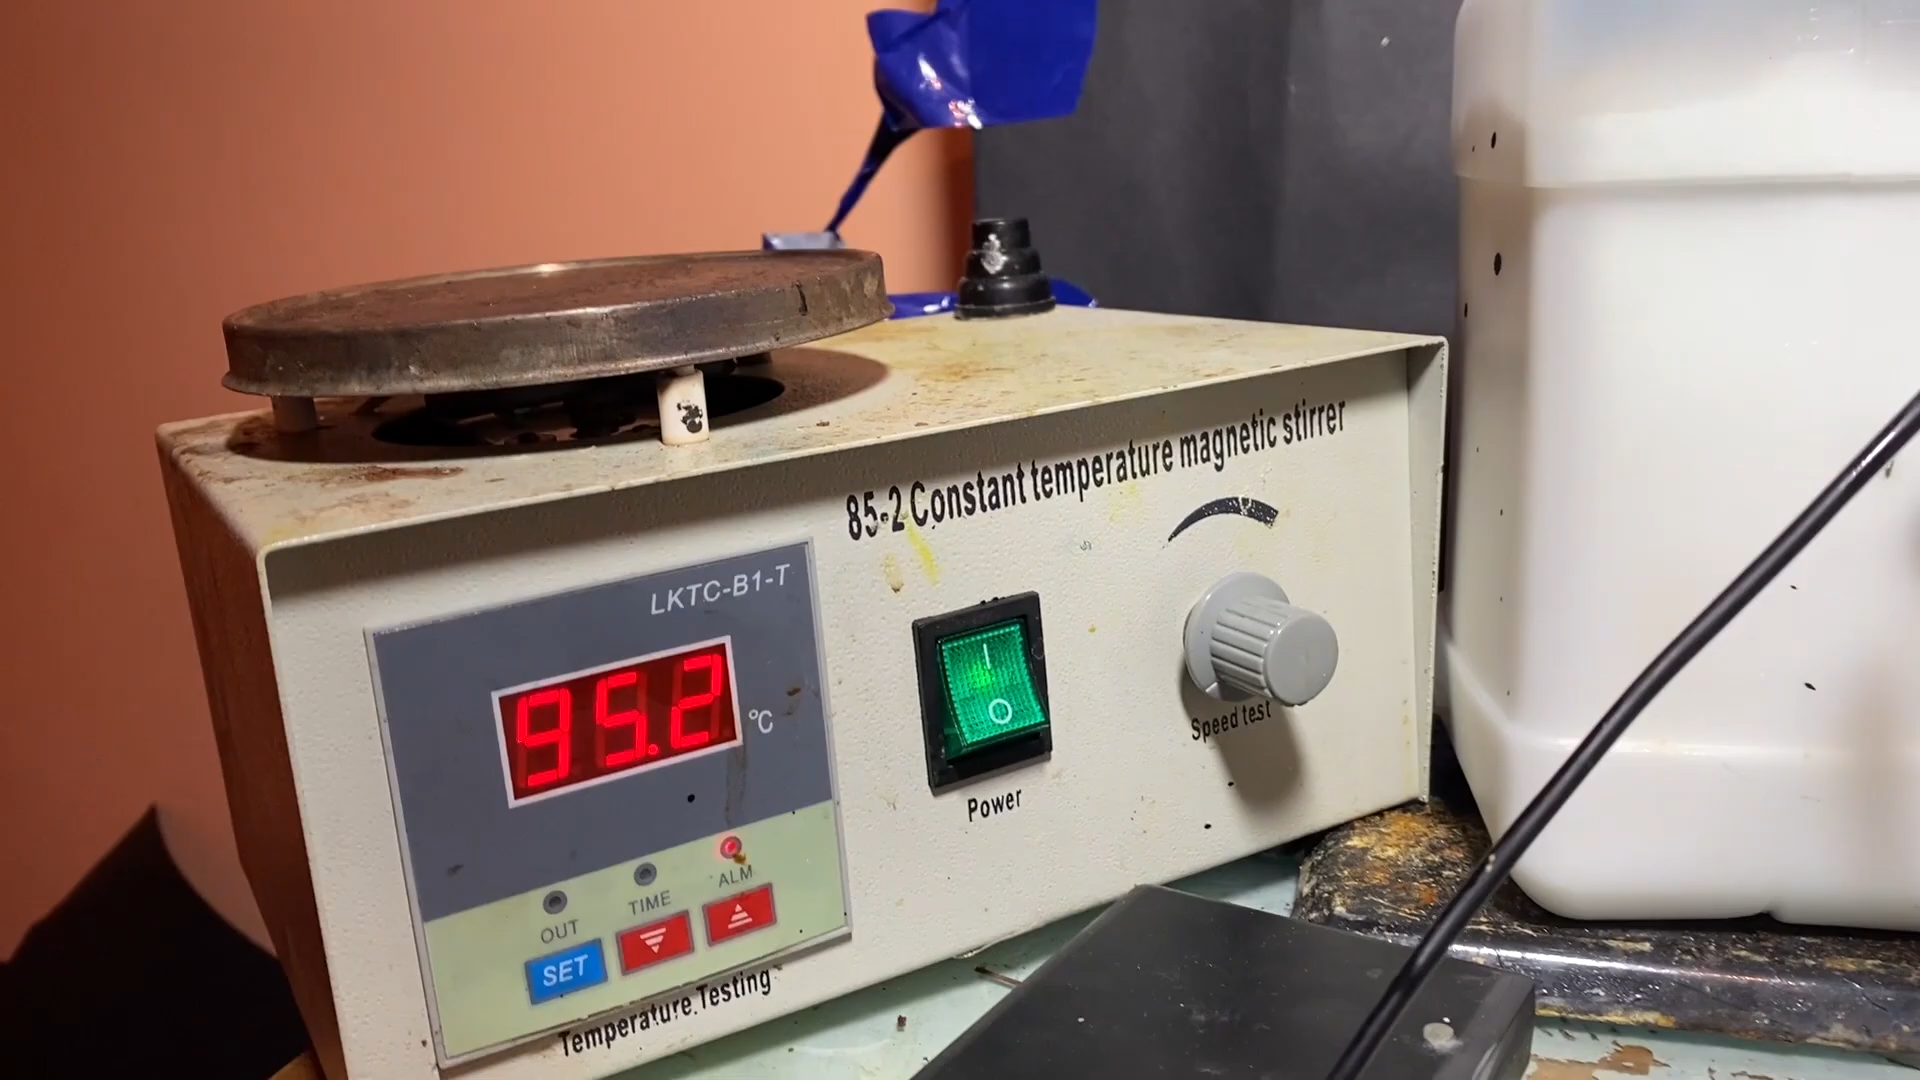 85-2 Constant temperature magnetic stirrer
LKTC-B1-T
95.2 °C
Power
Speed test
OUT TIME ALM
SET
Temperature Testing